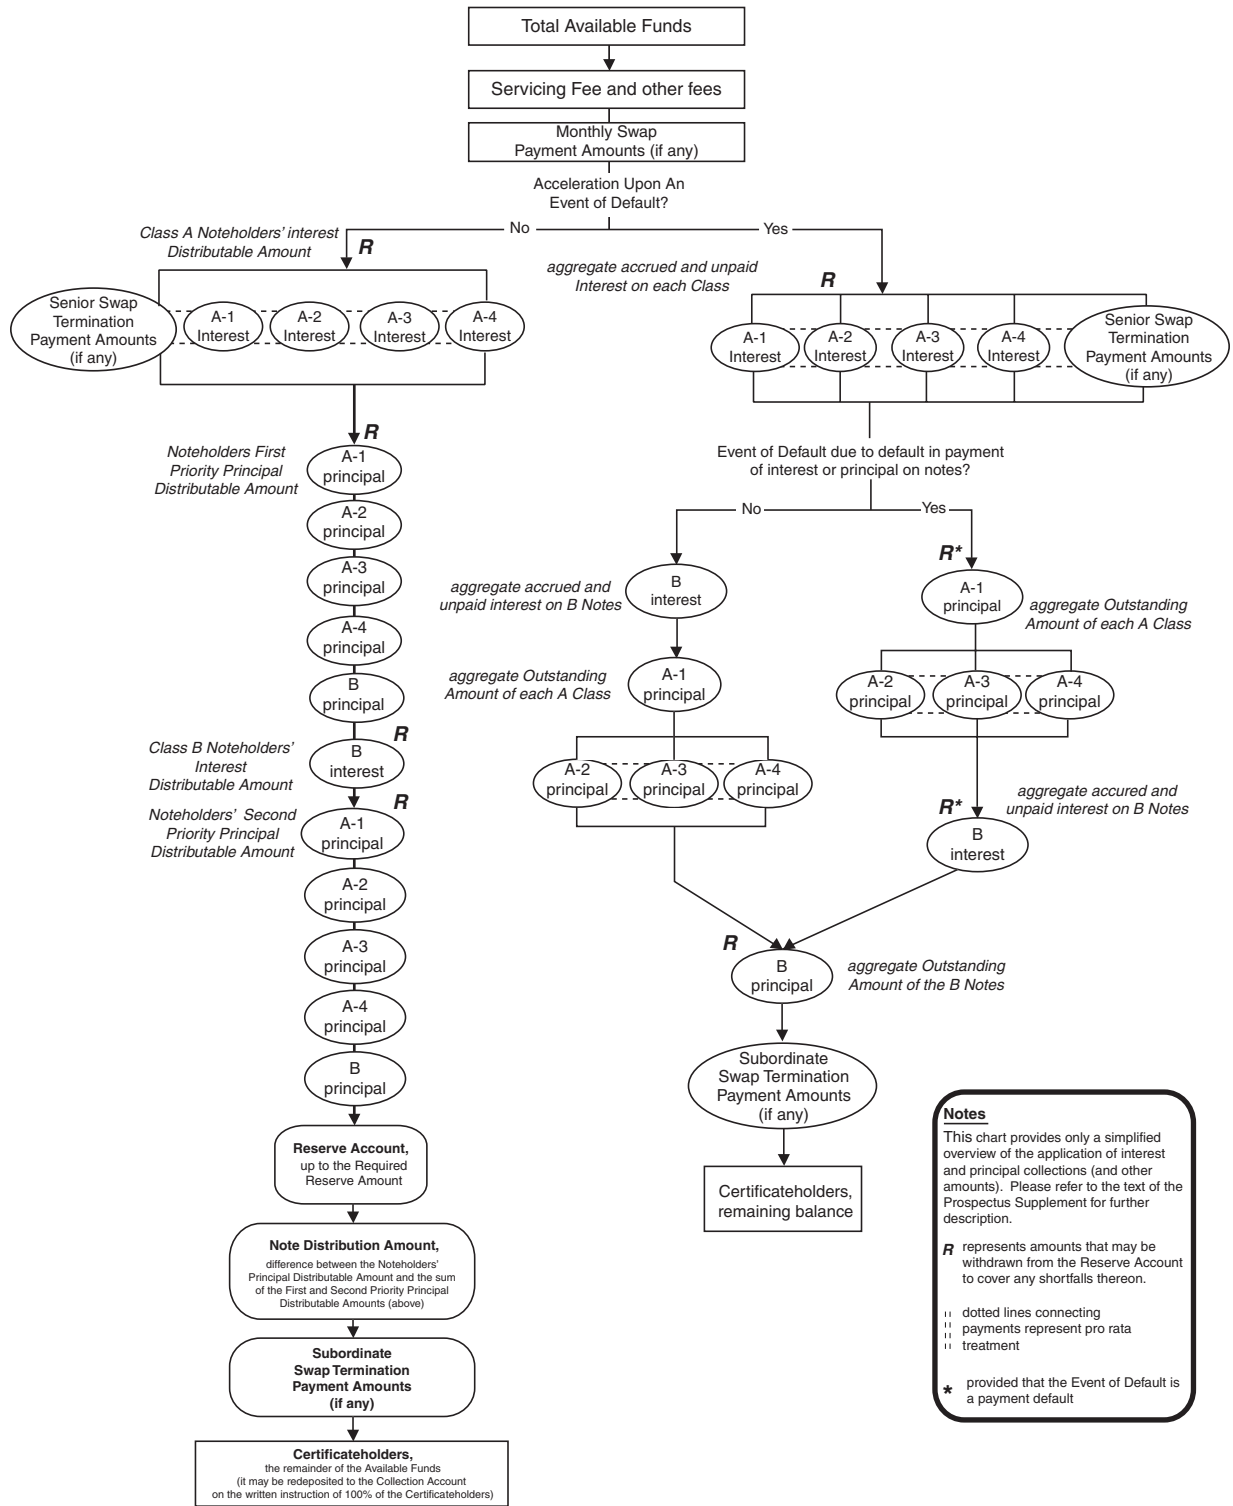 Total Available Funds
Servicing Fee and other fees
Monthly Swap
Payment Amounts (if any)
Acceleration Upon An
Event of Default?
No
Yes
Class A Noteholders' interest
Distributable Amount
R
Senior Swap
Termination
Payment Amounts
(if any)
A-1
Interest
A-2
Interest
A-3
Interest
A-4
Interest
R
Noteholders First
Priority Principal
Distributable Amount
A-1
principal
A-2
principal
A-3
principal
A-4
principal
B
principal
R
Class B Noteholders'
Interest
Distributable Amount
B
interest
R
Noteholders' Second
Priority Principal
Distributable Amount
A-1
principal
A-2
principal
A-3
principal
A-4
principal
B
principal
Reserve Account,
up to the Required
Reserve Amount
Note Distribution Amount,
difference between the Noteholders'
Principal Distributable Amount and the sum
of the First and Second Priority Principal
Distributable Amounts (above)
Subordinate
Swap Termination
Payment Amounts
(if any)
Certificateholders,
the remainder of the Available Funds
(it may be redeposited to the Collection Account
on the written instruction of 100% of the Certificateholders)
aggregate accrued and unpaid
Interest on each Class
R
A-1
Interest
A-2
Interest
A-3
Interest
A-4
Interest
Senior Swap
Termination
Payment Amounts
(if any)
Event of Default due to default in payment
of interest or principal on notes?
No
Yes
aggregate accrued and
unpaid interest on B Notes
B
interest
aggregate Outstanding
Amount of each A Class
A-1
principal
A-2
principal
A-3
principal
A-4
principal
R*
A-1
principal
aggregate Outstanding
Amount of each A Class
A-2
principal
A-3
principal
A-4
principal
aggregate accured and
unpaid interest on B Notes
R*
B
interest
R
B
principal
aggregate Outstanding
Amount of the B Notes
Subordinate
Swap Termination
Payment Amounts
(if any)
Certificateholders,
remaining balance
Notes
This chart provides only a simplified
overview of the application of interest
and principal collections (and other
amounts). Please refer to the text of the
Prospectus Supplement for further
description.
R represents amounts that may be
withdrawn from the Reserve Account
to cover any shortfalls thereon.
dotted lines connecting
payments represent pro rata
treatment
* provided that the Event of Default is
a payment default